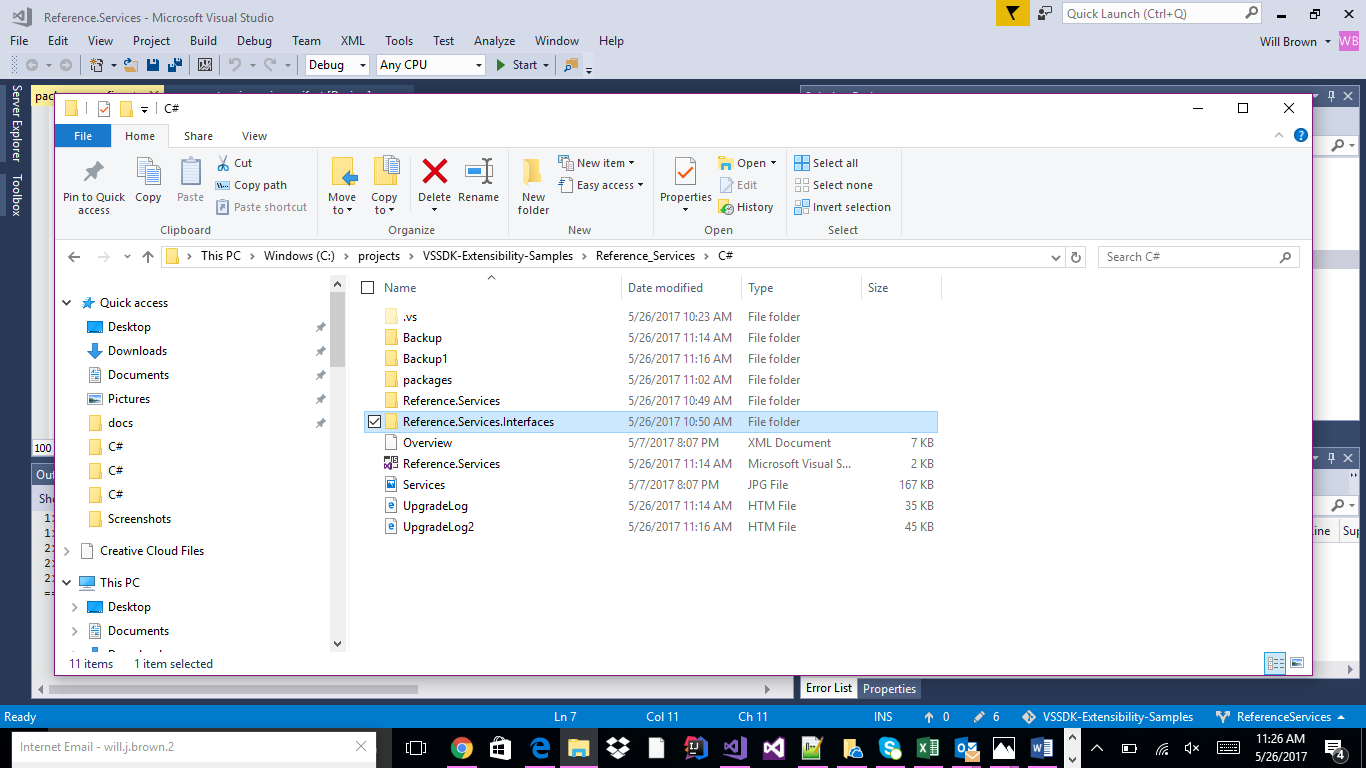 Reference.Services - Microsoft Visual Studio
Quick Launch (Ctrl+Q)
File Edit View Project Build Debug Team XML Tools Test Analyze Window Help
Will Brown WB
Debug Any CPU Start
Server Explorer
Toolbox
C#
File Home Share View
Pin to Quick access
Copy
Paste
Cut
Copy path
Paste shortcut
Clipboard
Move to
Copy to
Delete
Rename
Organize
New folder
New item
Easy access
New
Properties
Open
Edit
History
Open
Select all
Select none
Invert selection
Select
This PC Windows (C:) projects VSSDK-Extensibility-Samples Reference_Services C#
Search C#
Quick access
Desktop
Downloads
Documents
Pictures
docs
C#
C#
C#
Screenshots
Creative Cloud Files
This PC
Desktop
Documents
Name Date modified Type Size
.vs 5/26/2017 10:23 AM File folder
Backup 5/26/2017 11:14 AM File folder
Backup1 5/26/2017 11:16 AM File folder
packages 5/26/2017 11:02 AM File folder
Reference.Services 5/26/2017 10:49 AM File folder
Reference.Services.Interfaces 5/26/2017 10:50 AM File folder
Overview 5/7/2017 8:07 PM XML Document 7 KB
Reference.Services 5/26/2017 11:14 AM Microsoft Visual S... 2 KB
Services 5/7/2017 8:07 PM JPG File 167 KB
UpgradeLog 5/26/2017 11:14 AM HTM File 35 KB
UpgradeLog2 5/26/2017 11:16 AM HTM File 45 KB
11 items 1 item selected
100
Error List Properties
Ready Ln 7 Col 11 Ch 11 INS 0 6 VSSDK-Extensibility-Samples ReferenceServices
Internet Email - will.j.brown.2
11:26 AM
5/26/2017
4